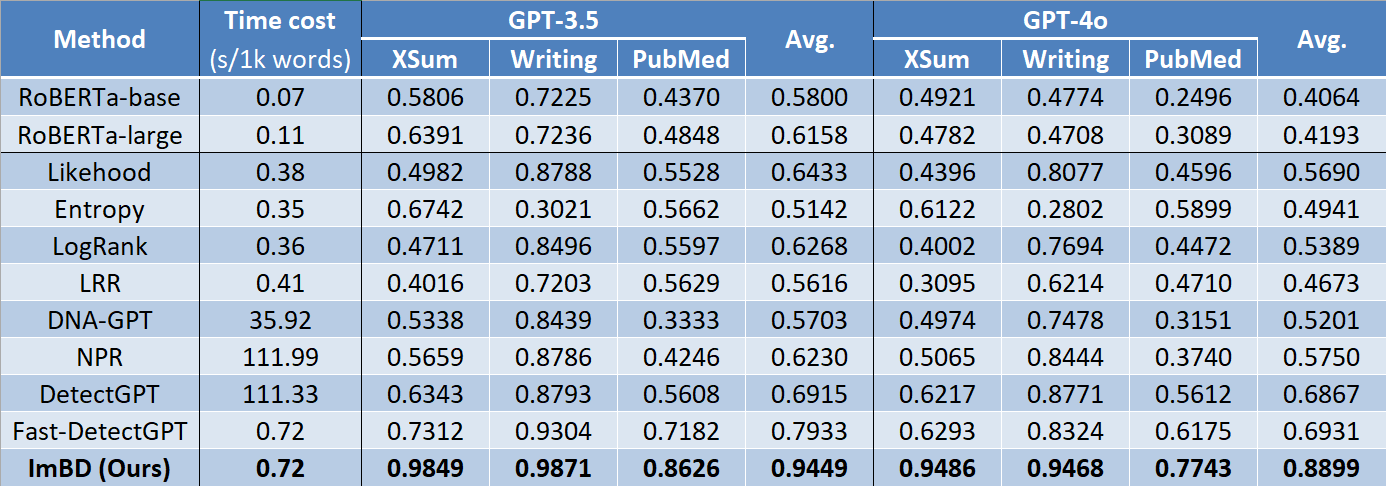 Method Time cost (s/1k words) GPT-3.5 Avg. GPT-4o Avg.
XSum Writing PubMed XSum Writing PubMed
RoBERTa-base 0.07 0.5806 0.7225 0.4370 0.5800 0.4921 0.4774 0.2496 0.4064
RoBERTa-large 0.11 0.6391 0.7236 0.4848 0.6158 0.4782 0.4708 0.3089 0.4193
Likehood 0.38 0.4982 0.8788 0.5528 0.6433 0.4396 0.8077 0.4596 0.5690
Entropy 0.35 0.6742 0.3021 0.5662 0.5142 0.6122 0.2802 0.5899 0.4941
LogRank 0.36 0.4711 0.8496 0.5597 0.6268 0.4002 0.7694 0.4472 0.5389
LRR 0.41 0.4016 0.7203 0.5629 0.5616 0.3095 0.6214 0.4710 0.4673
DNA-GPT 35.92 0.5338 0.8439 0.3333 0.5703 0.4974 0.7478 0.3151 0.5201
NPR 111.99 0.5659 0.8786 0.4246 0.6230 0.5065 0.8444 0.3740 0.5750
DetectGPT 111.33 0.6343 0.8793 0.5608 0.6915 0.6217 0.8771 0.5612 0.6867
Fast-DetectGPT 0.72 0.7312 0.9304 0.7182 0.7933 0.6293 0.8324 0.6175 0.6931
ImBD (Ours) 0.72 0.9849 0.9871 0.8626 0.9449 0.9486 0.9468 0.7743 0.8899